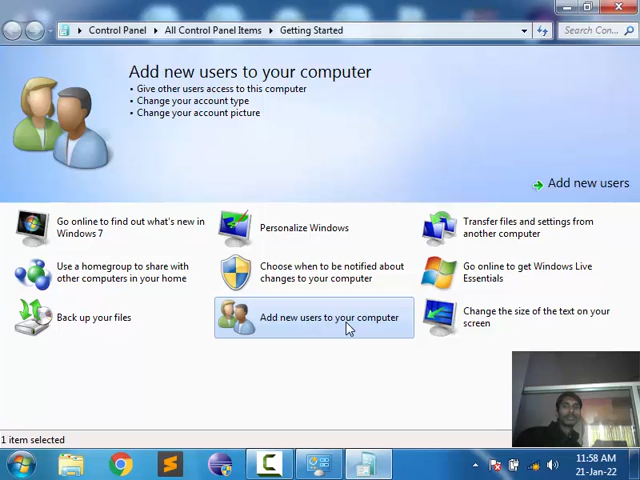 Control Panel
All Control Panel Items
Getting Started
Search Con...
Add new users to your computer
• Give other users access to this computer
• Change your account type
• Change your account picture
Add new users
Go online to find out what's new in
Windows 7
Personalize Windows
Transfer files and settings from
another computer
Use a homegroup to share with
other computers in your home
Choose when to be notified about
changes to your computer
Go online to get Windows Live
Essentials
Back up your files
Add new users to your computer
Change the size of the text on your
screen
1 item selected
11:58 AM
21-Jan-22